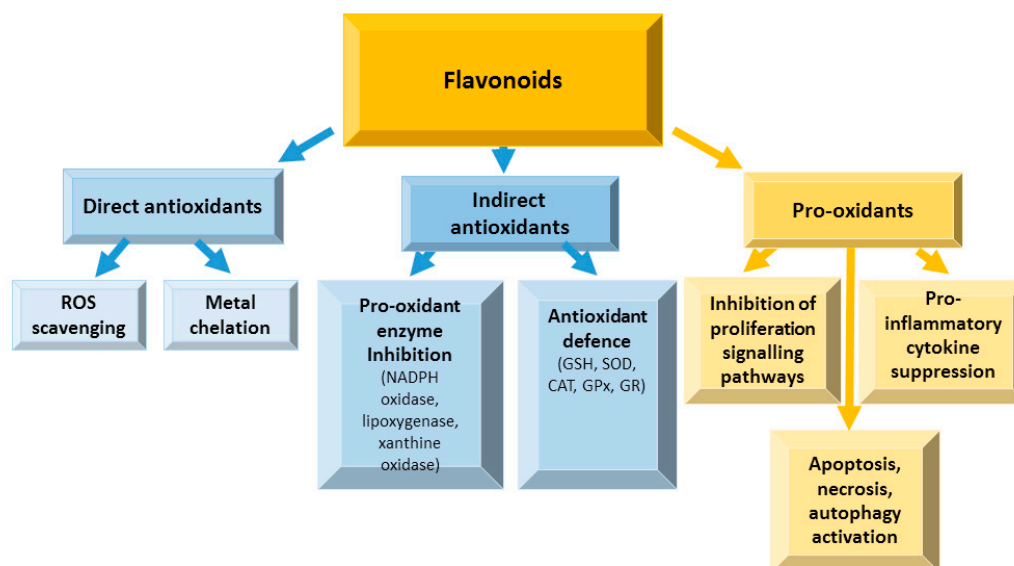 Flavonoids
Direct antioxidants
Indirect
antioxidants
Pro-oxidants
ROS
scavenging
Metal
chelation
Pro-oxidant
enzyme
Inhibition
(NADPH
oxidase,
lipoxygenase,
xanthine
oxidase)
Antioxidant
defence
(GSH, SOD,
CAT, GPx, GR)
Inhibition of
proliferation
signalling
pathways
Pro-
inflammatory
cytokine
suppression
Apoptosis,
necrosis,
autophagy
activation